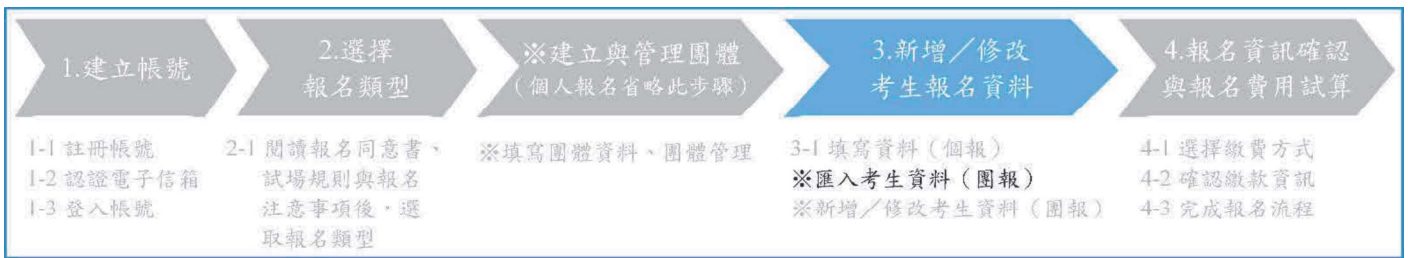 1.建立帳號
2.選擇
報名類型
※建立與管理團體
(個人報名省略此步驟)
3.新增／修改
考生報名資料
4.報名資訊確認
與報名費用試算
1-1 註冊帳號
1-2 認證電子信箱
1-3 登入帳號
2-1 閱讀報名同意書、
試場規則與報名
注意事項後，選
取報名類型
※填寫團體資料、團體管理
3-1 填寫資料（個報）
※匯入考生資料（團報）
※新增／修改考生資料（團報）
4-1 選擇繳費方式
4-2 確認繳款資訊
4-3 完成報名流程